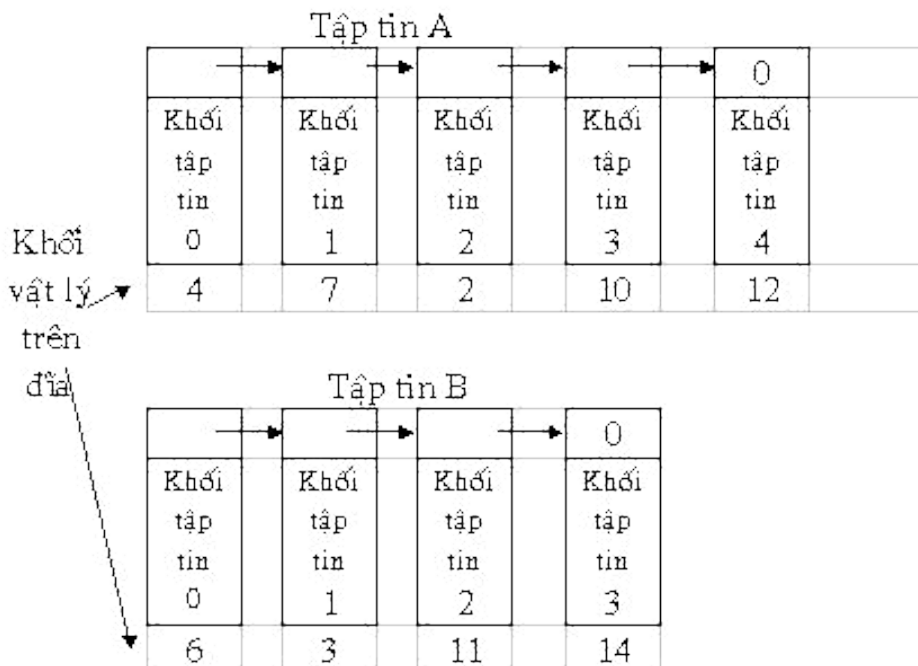 Tập tin A
0
Khối Khối Khối Khối Khối
tập tập tập tập tập
tin tin tin tin tin
0 1 2 3 4
4 7 2 10 12
Khối
vật lý
trên
đĩa
Tập tin B
0
Khối Khối Khối Khối
tập tập tập tập
tin tin tin tin
0 1 2 3
6 3 11 14